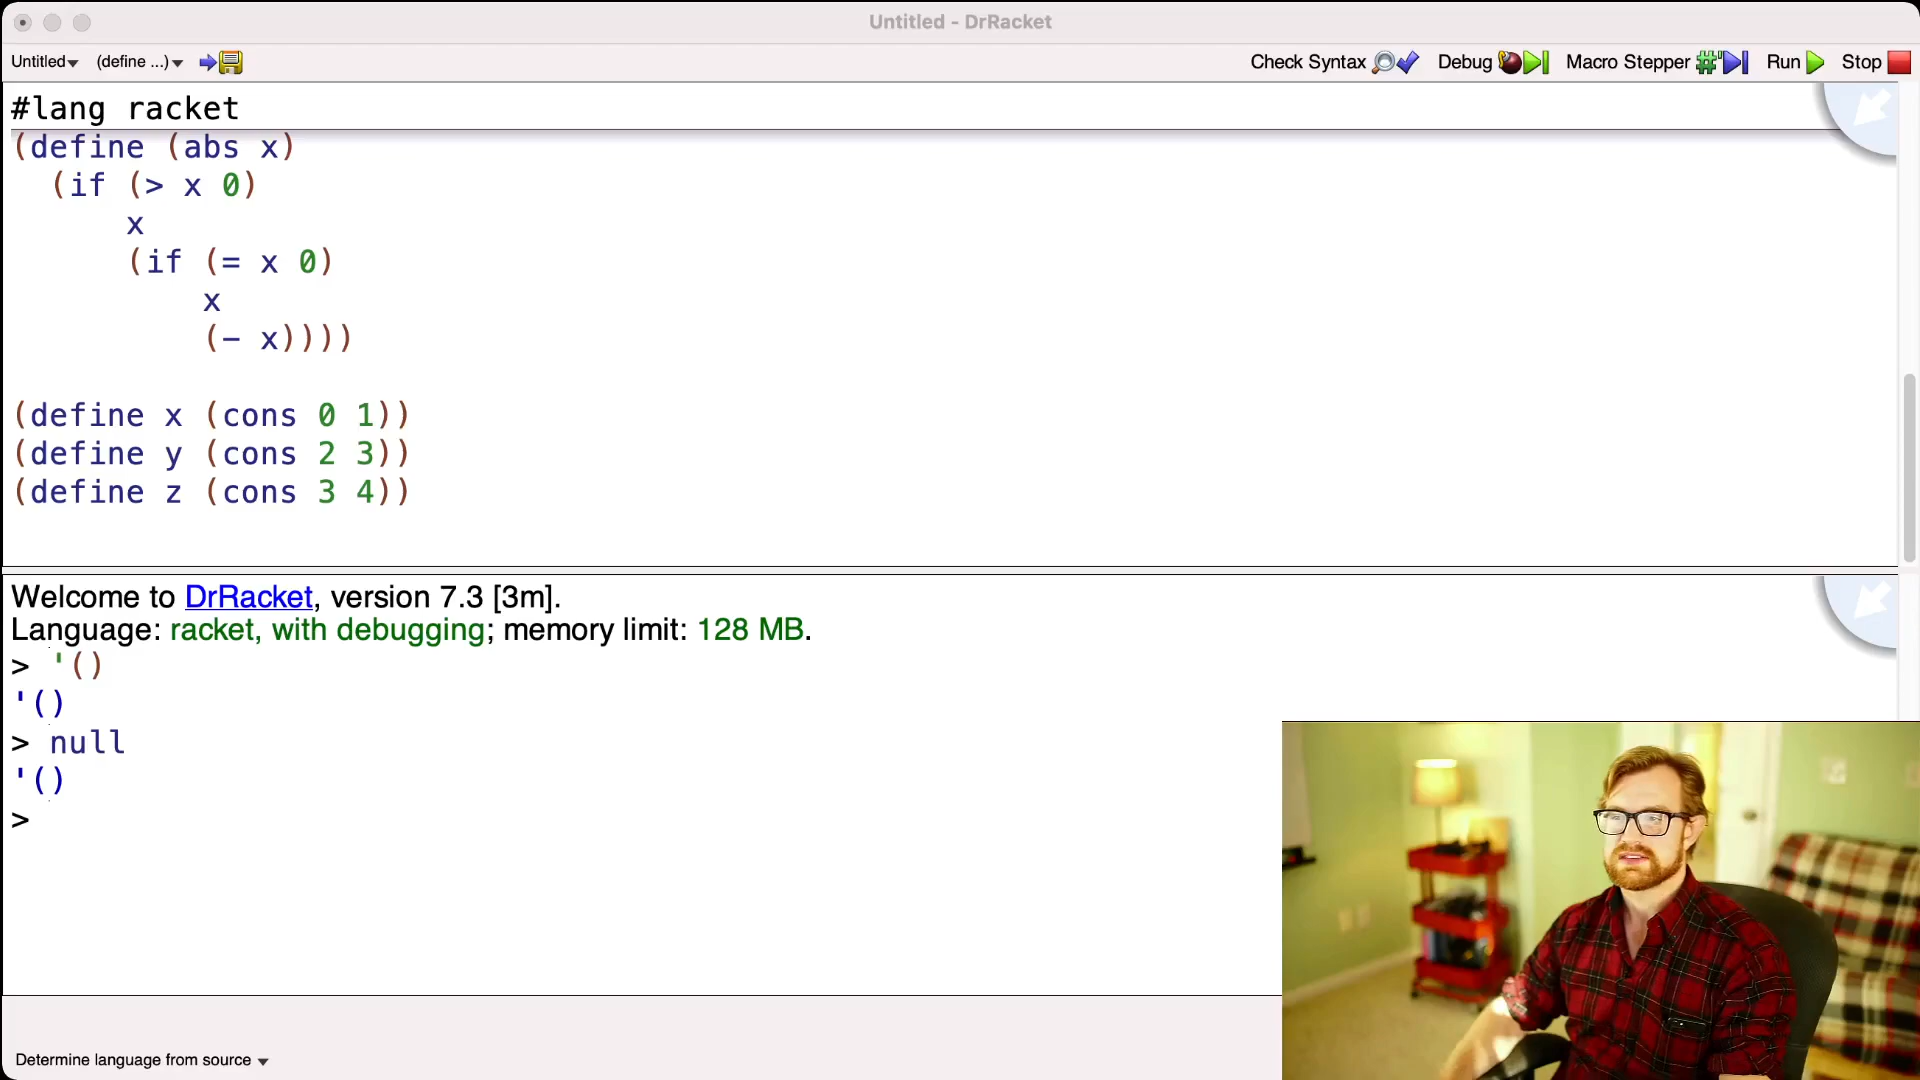 Untitled - DrRacket
Untitled (define ...)
Check Syntax Debug Macro Stepper Run Stop
#lang racket
(define (abs x)
(if (> x 0)
x
(if (= x 0)
x
(- x))))
(define x (cons 0 1))
(define y (cons 2 3))
(define z (cons 3 4))
Welcome to DrRacket, version 7.3 [3m].
Language: racket, with debugging; memory limit: 128 MB.
> '()
'()
> null
'()
>
Determine language from source